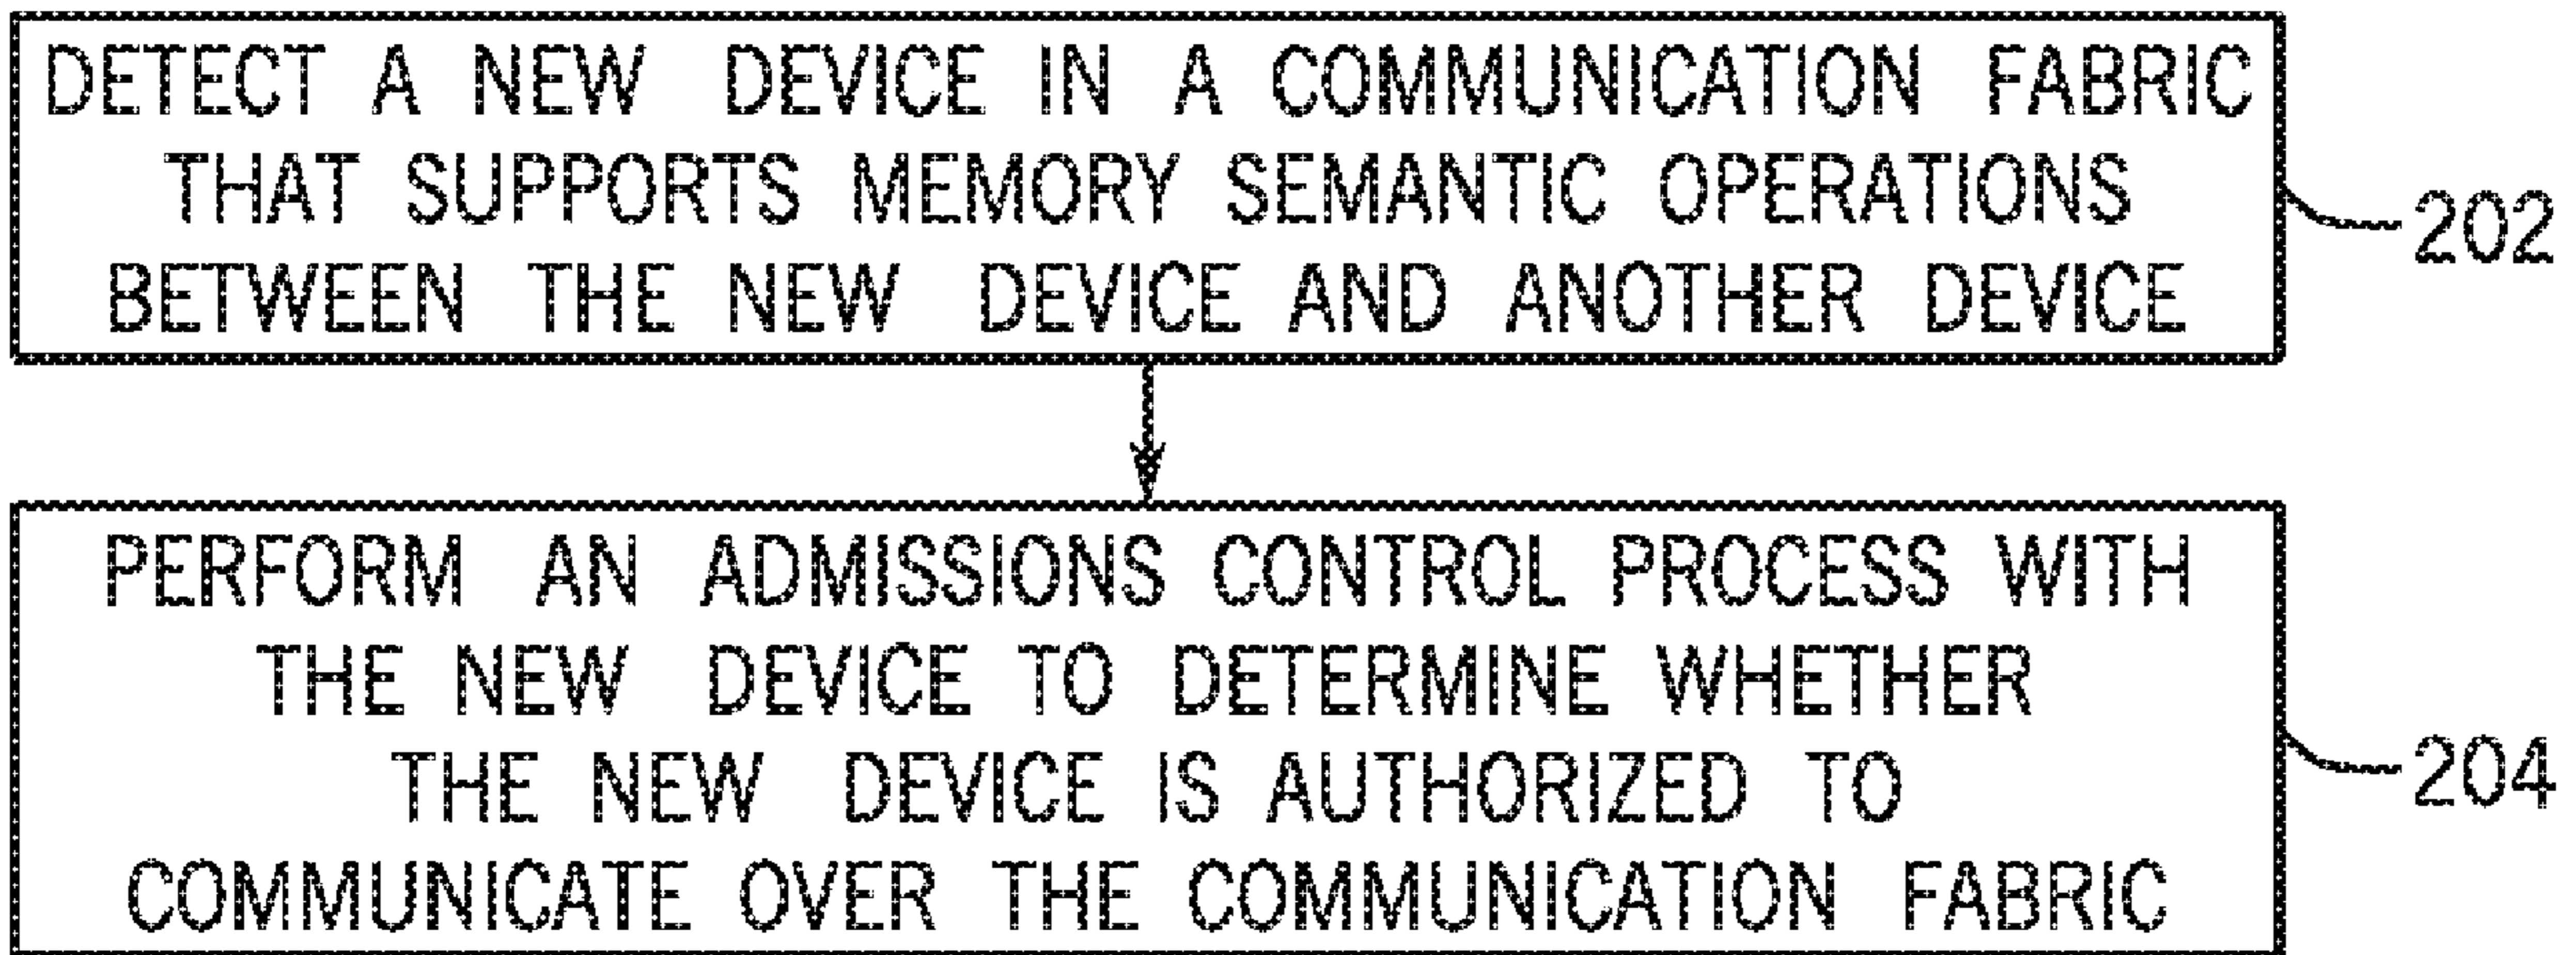 DETECT A NEW DEVICE IN A COMMUNICATION FABRIC
THAT SUPPORTS MEMORY SEMANTIC OPERATIONS
BETWEEN THE NEW DEVICE AND ANOTHER DEVICE
202
PERFORM AN ADMISSIONS CONTROL PROCESS WITH
THE NEW DEVICE TO DETERMINE WHETHER
THE NEW DEVICE IS AUTHORIZED TO
COMMUNICATE OVER THE COMMUNICATION FABRIC
204